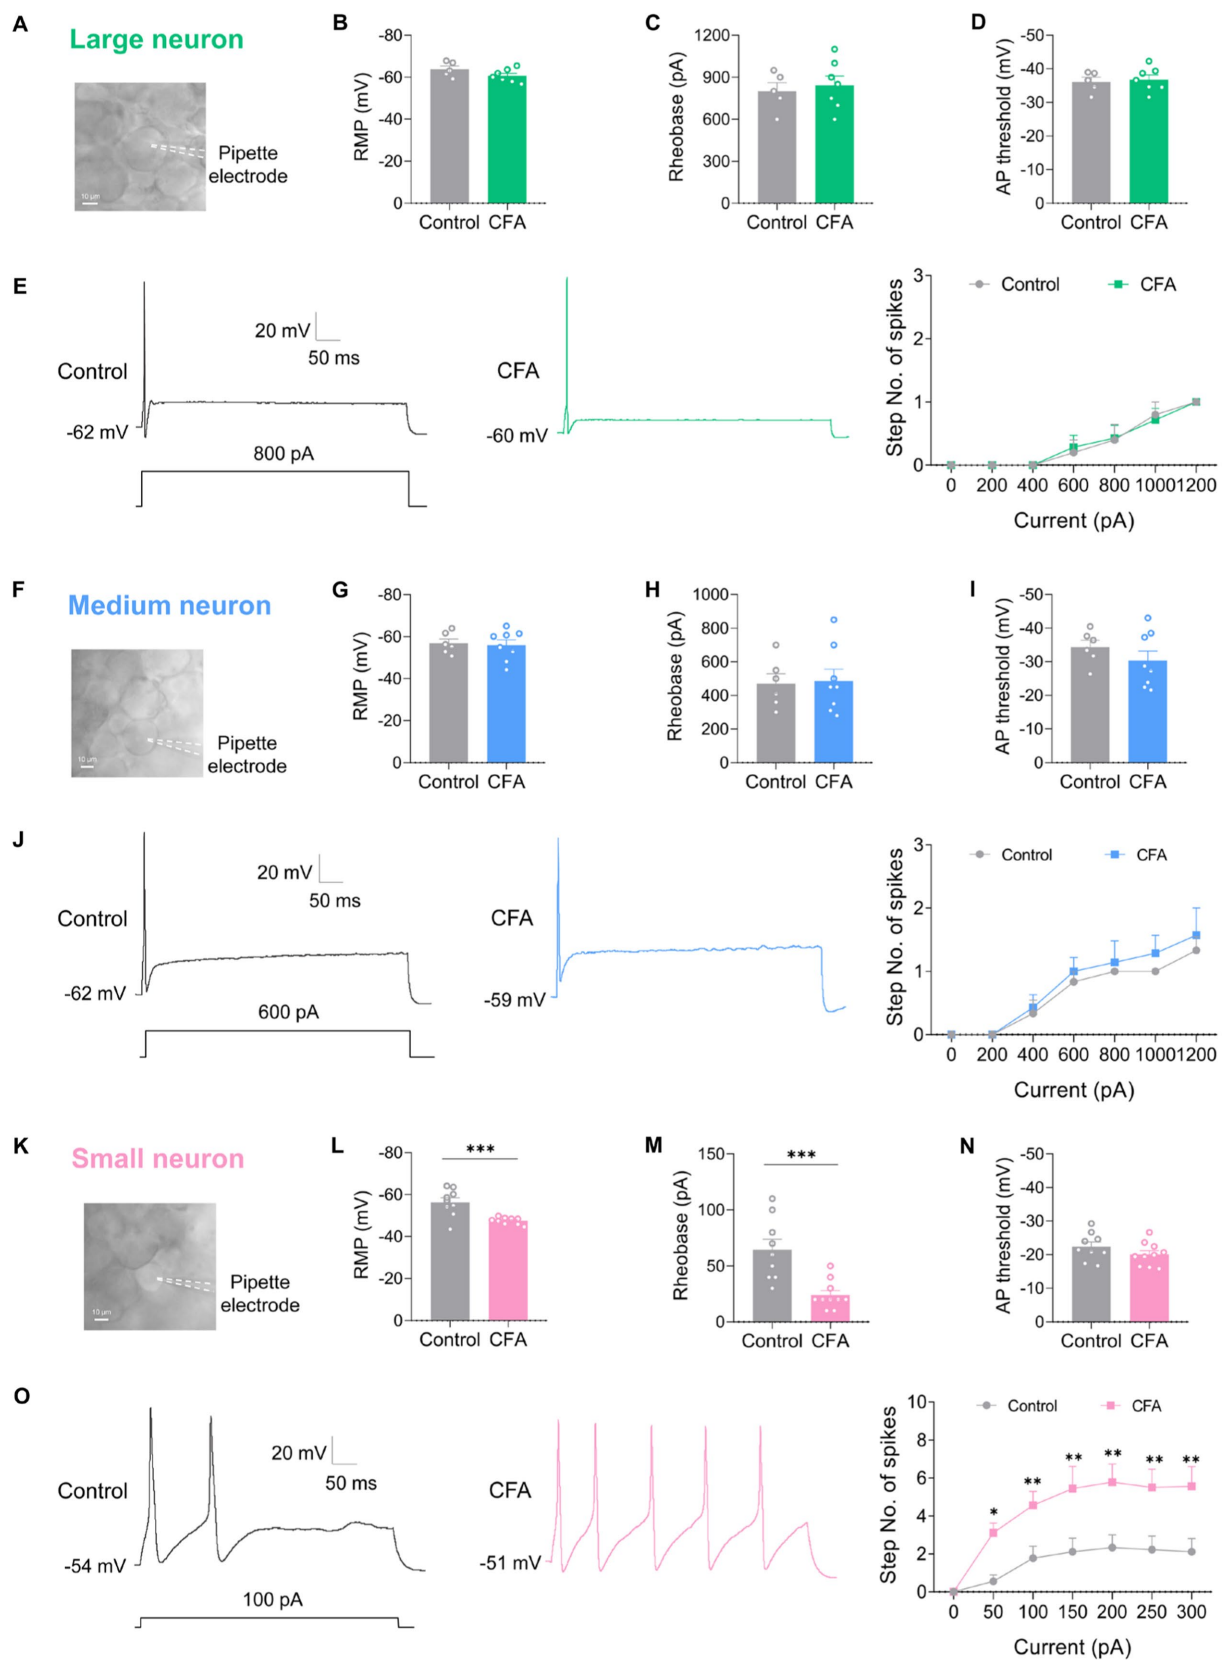 A
Large neuron
10 μm
Pipette
electrode
B
RMP (mV)
-80
-60
-40
-20
0
Control CFA
C
Rheobase (pA)
1200
900
600
300
0
Control CFA
D
AP threshold (mV)
-50
-40
-30
-20
-10
0
Control CFA
E
Control
-62 mV
20 mV
50 ms
800 pA
CFA
-60 mV
Step No. of spikes
3
2
1
0
Control CFA
0 200 400 600 800 1000 1200
Current (pA)
F
Medium neuron
10 μm
Pipette
electrode
G
RMP (mV)
-80
-60
-40
-20
0
Control CFA
H
Rheobase (pA)
1000
800
600
400
200
0
Control CFA
I
AP threshold (mV)
-50
-40
-30
-20
-10
0
Control CFA
J
Control
-62 mV
20 mV
50 ms
600 pA
CFA
-59 mV
Step No. of spikes
3
2
1
0
Control CFA
0 200 400 600 800 1000 1200
Current (pA)
K
Small neuron
10 μm
Pipette
electrode
L
RMP (mV)
-80
-60
-40
-20
0
***
Control CFA
M
Rheobase (pA)
150
100
50
0
***
Control CFA
N
AP threshold (mV)
-50
-40
-30
-20
-10
0
Control CFA
O
Control
-54 mV
20 mV
50 ms
100 pA
CFA
-51 mV
Step No. of spikes
10
8
6
4
2
0
Control CFA
* ** ** ** ** **
0 50 100 150 200 250 300
Current (pA)